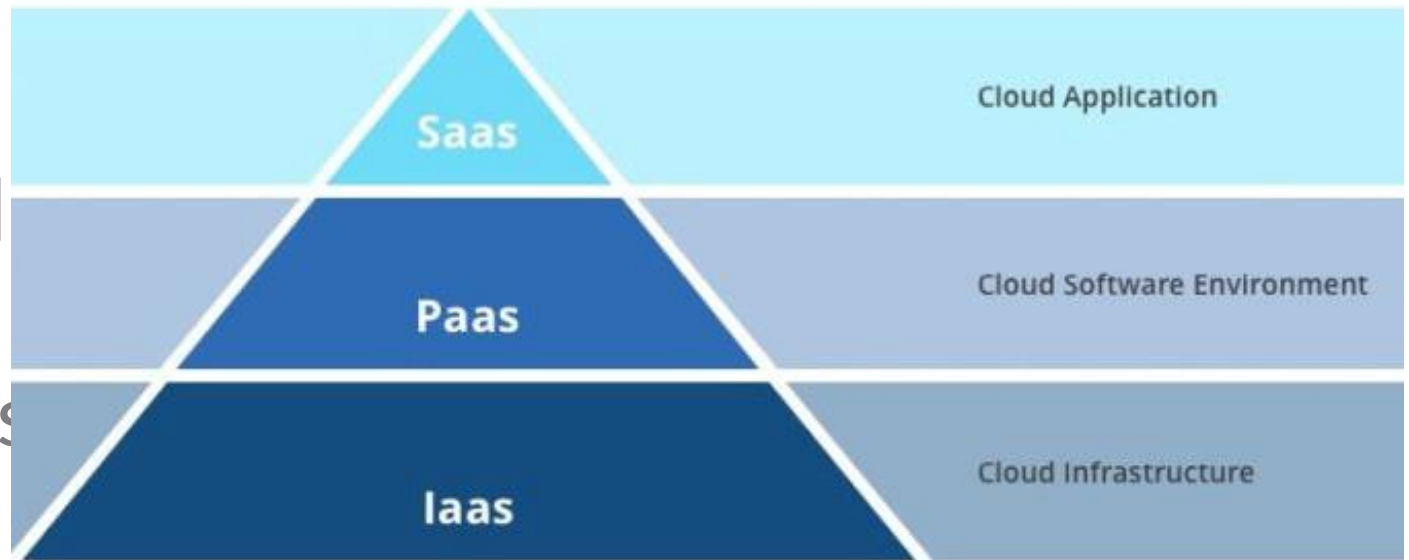 Saas
Cloud Application
Paas
Cloud Software Environment
Iaas
Cloud Infrastructure